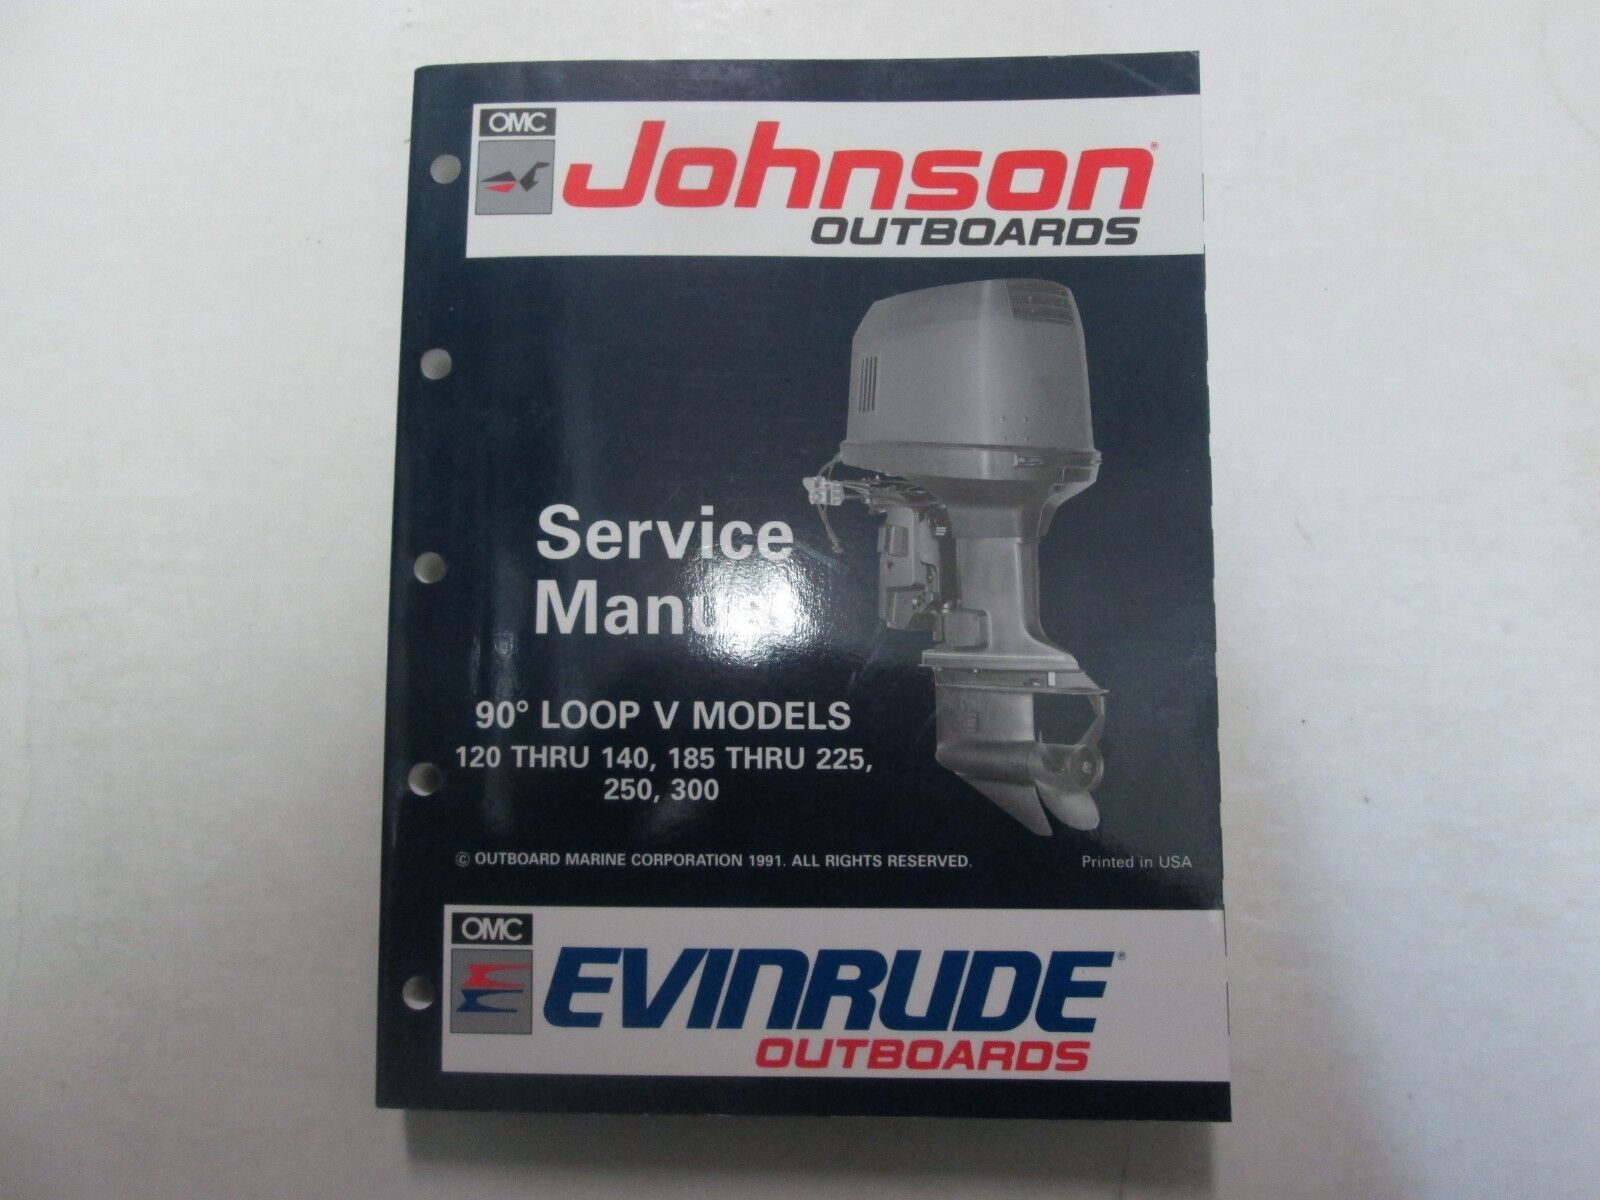 OMC
Johnson®
OUTBOARDS
Service
Manual
90° LOOP V MODELS
120 THRU 140, 185 THRU 225,
250, 300
© OUTBOARD MARINE CORPORATION 1991. ALL RIGHTS RESERVED.
Printed in USA
OMC
EVINRUDE®
OUTBOARDS